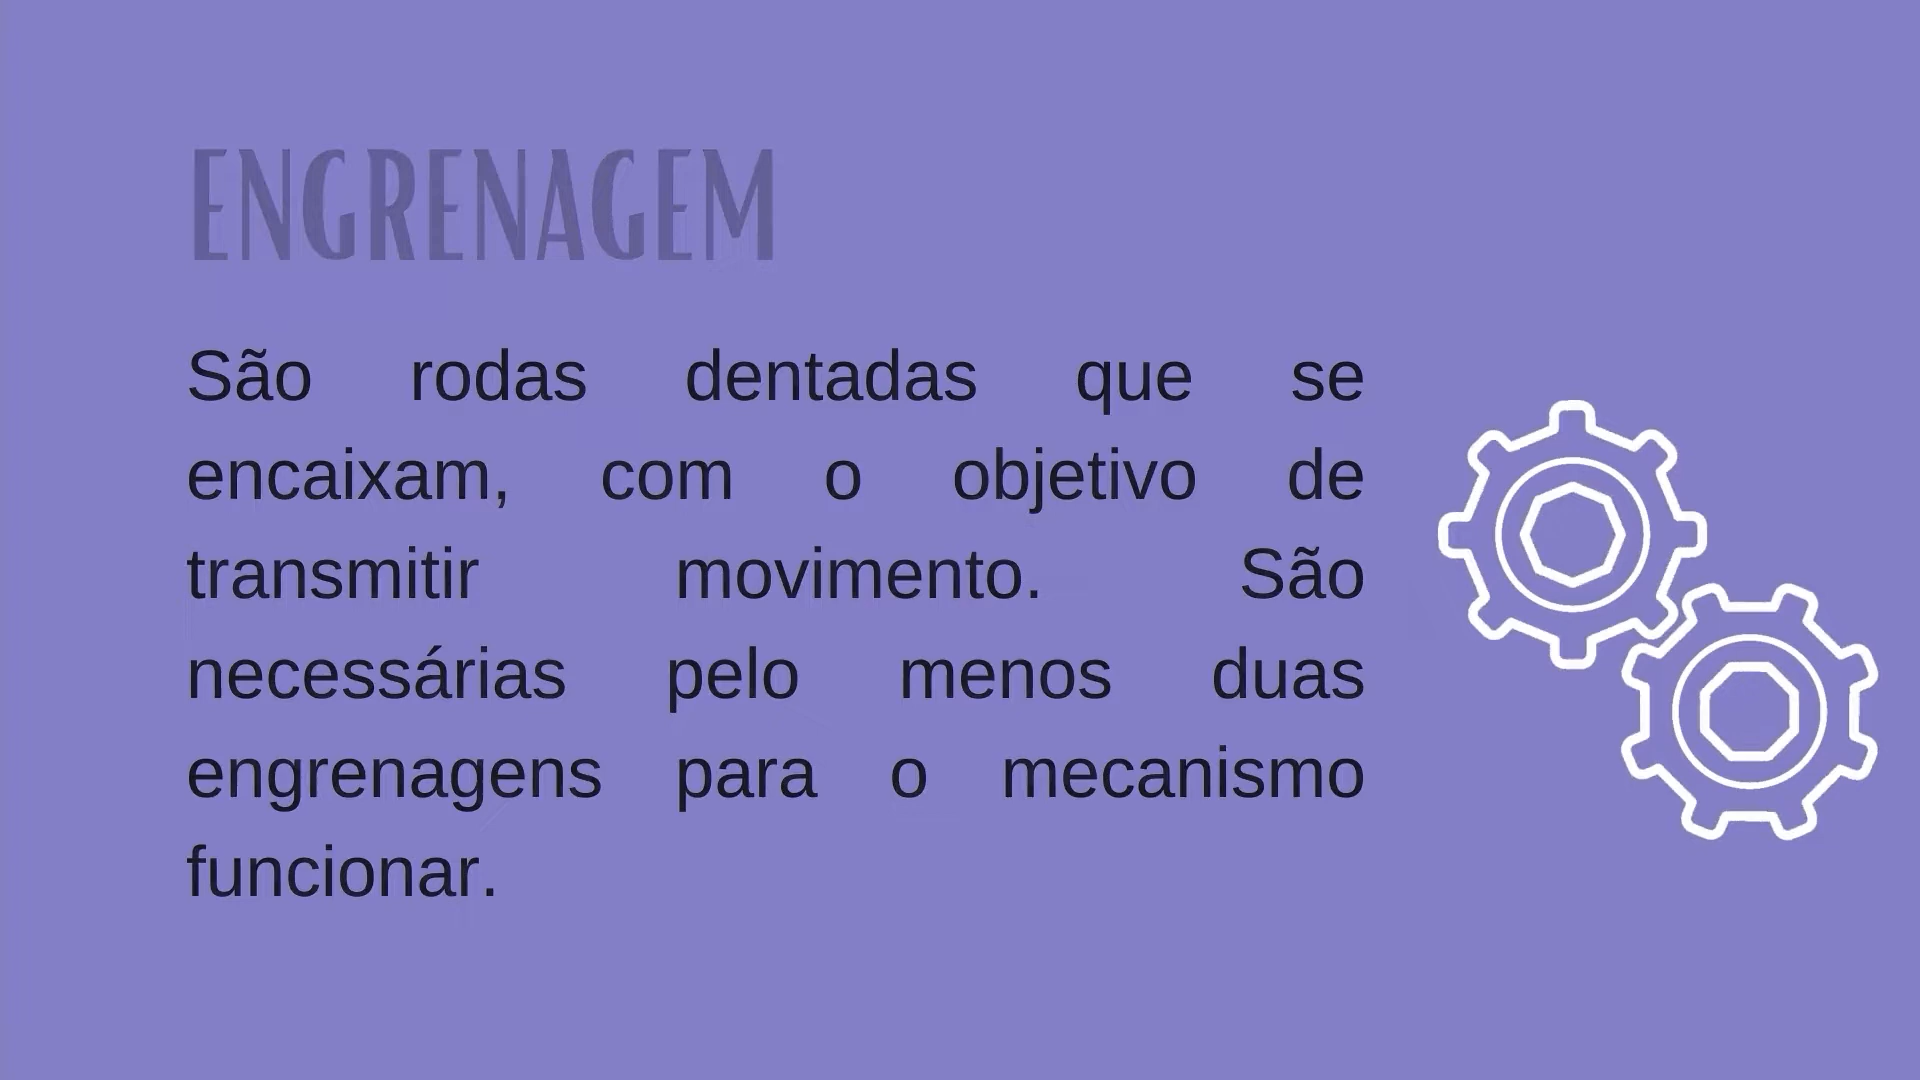 ENGRENAGEM
São rodas dentadas que se
encaixam, com o objetivo de
transmitir movimento. São
necessárias pelo menos duas
engrenagens para o mecanismo
funcionar.